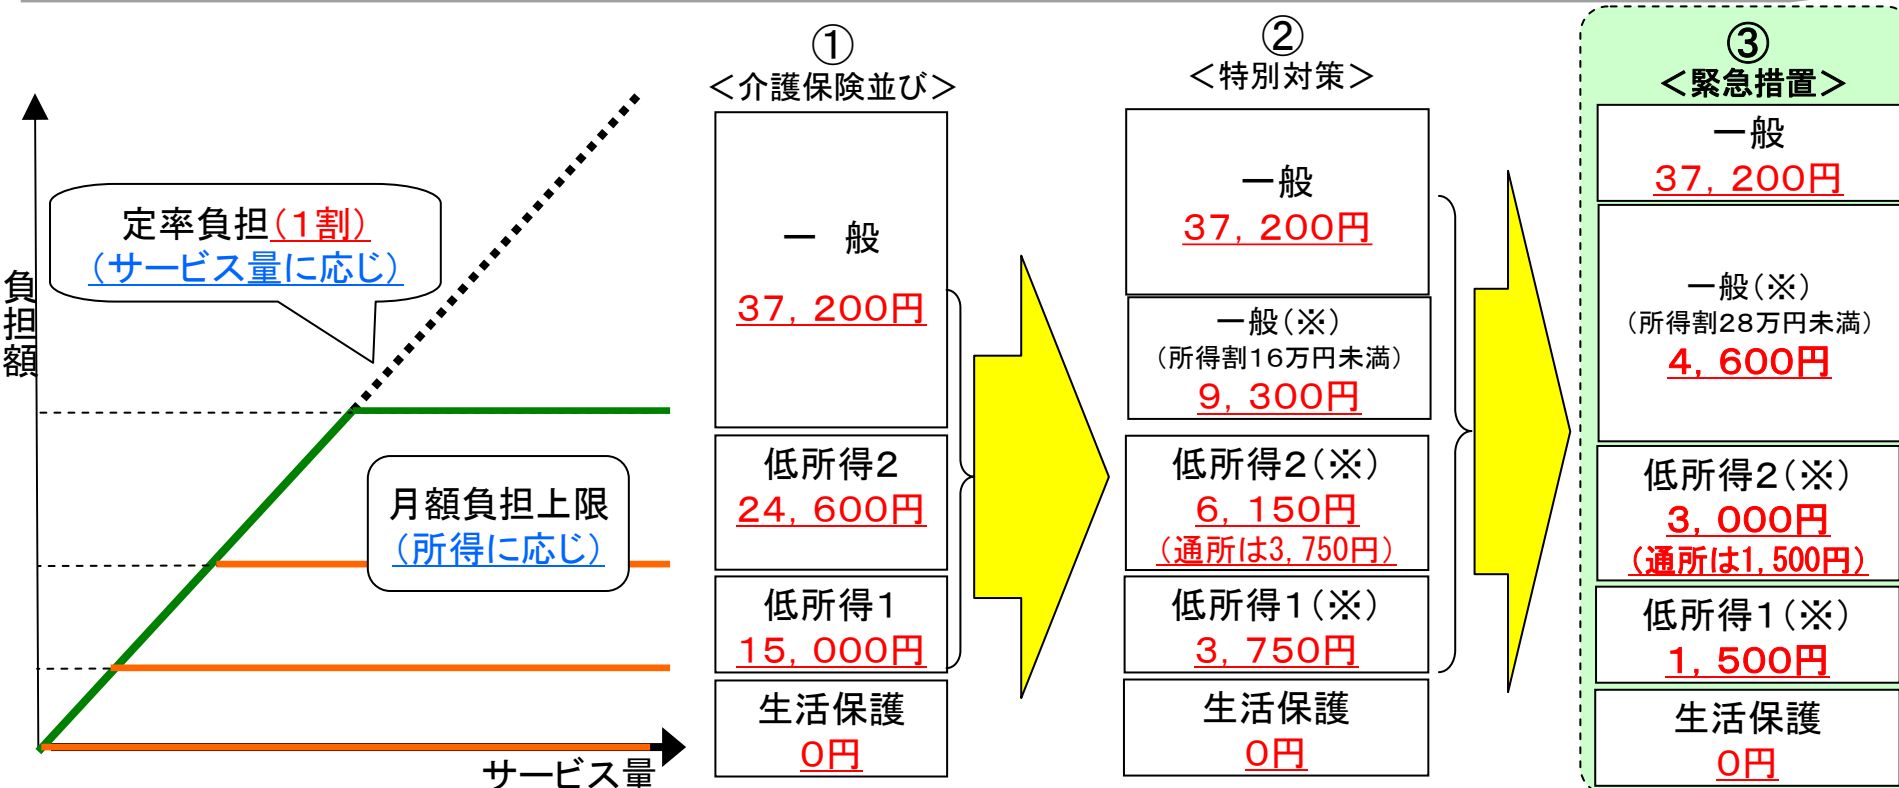 負担額
定率負担(1割)
(サービス量に応じ)
月額負担上限
(所得に応じ)
サービス量
①
＜介護保険並び＞
一 般
37,200円
低所得2
24,600円
低所得1
15,000円
生活保護
0円
②
＜特別対策＞
一般
37,200円
一般(※)
(所得割16万円未満)
9,300円
低所得2(※)
6,150円
(通所は3,750円)
低所得1(※)
3,750円
生活保護
0円
③
＜緊急措置＞
一般
37,200円
一般(※)
(所得割28万円未満)
4,600円
低所得2(※)
3,000円
(通所は1,500円)
低所得1(※)
1,500円
生活保護
0円